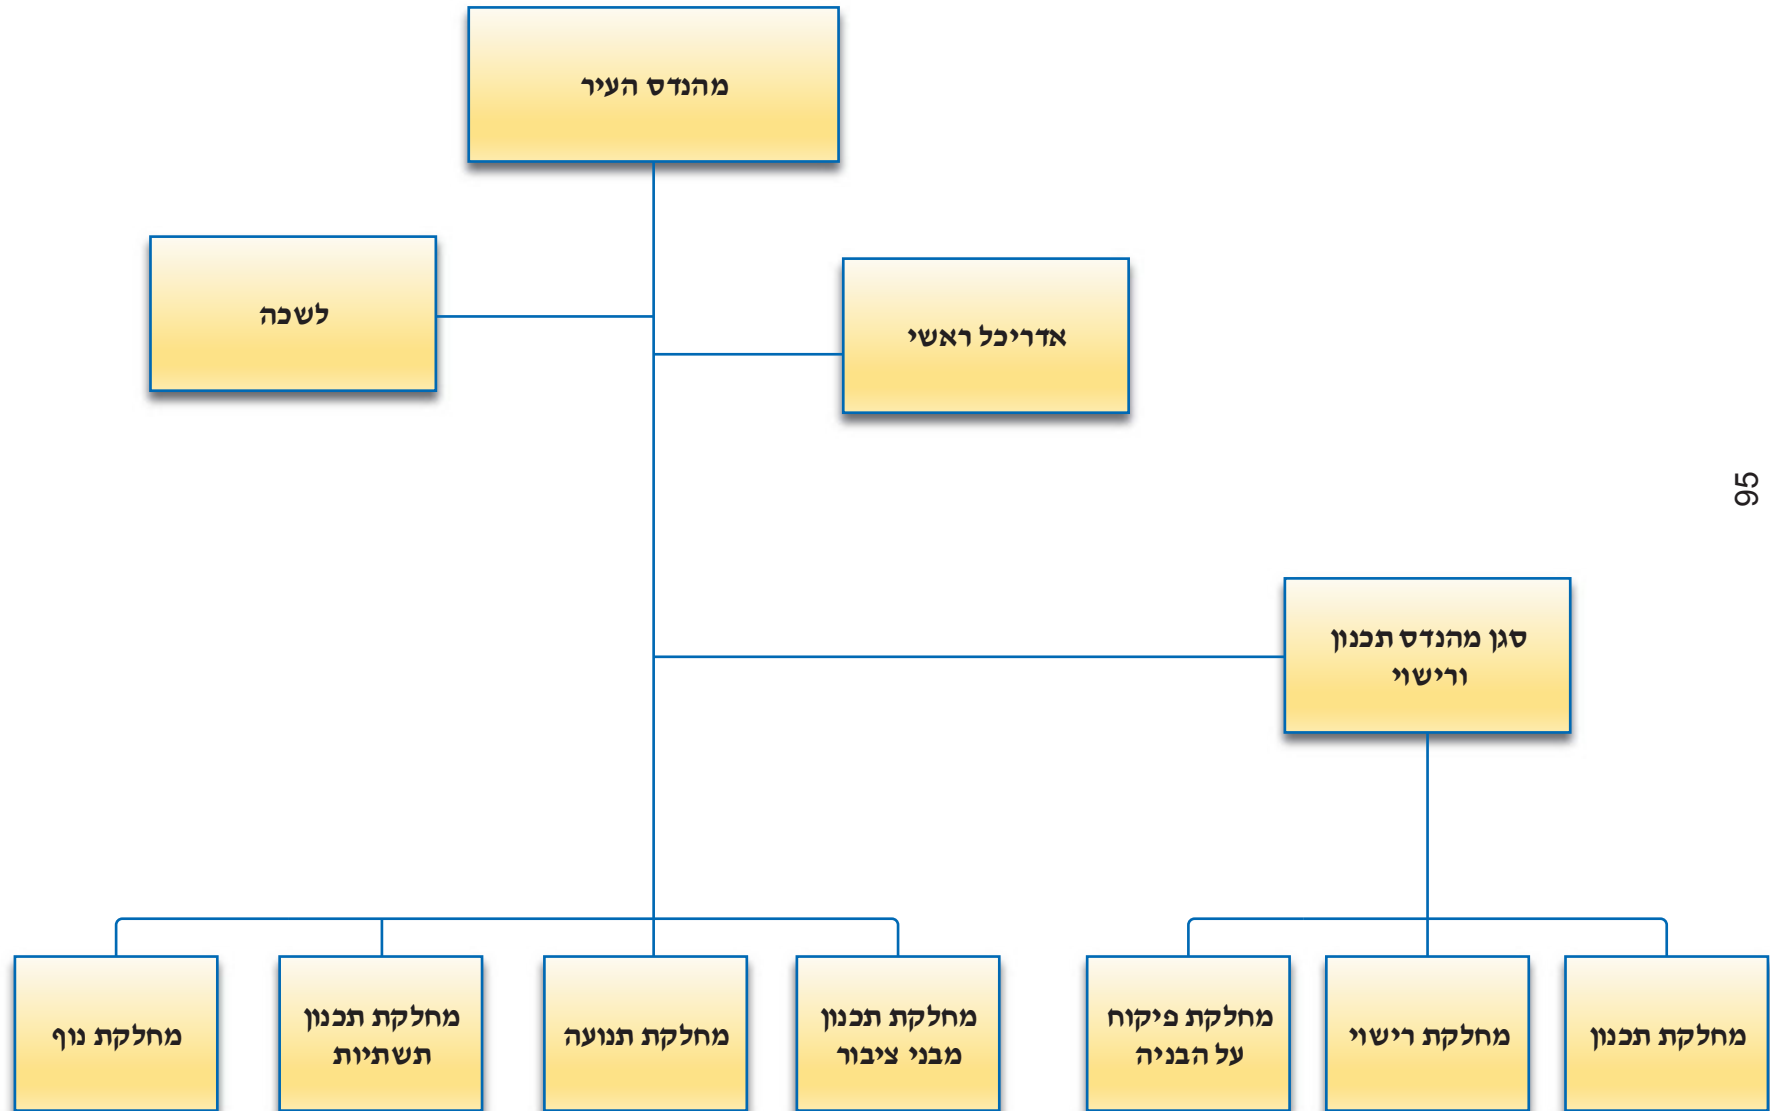 מהנדס העיר
לשכה
אדריכל ראשי
95
סגן מהנדס תכנון
ורישוי
מחלקת תכנון
מחלקת רישוי
מחלקת פיקוח
על הבניה
מחלקת תכנון
מבני ציבור
מחלקת תנועה
מחלקת תכנון
תשתיות
מחלקת נוף